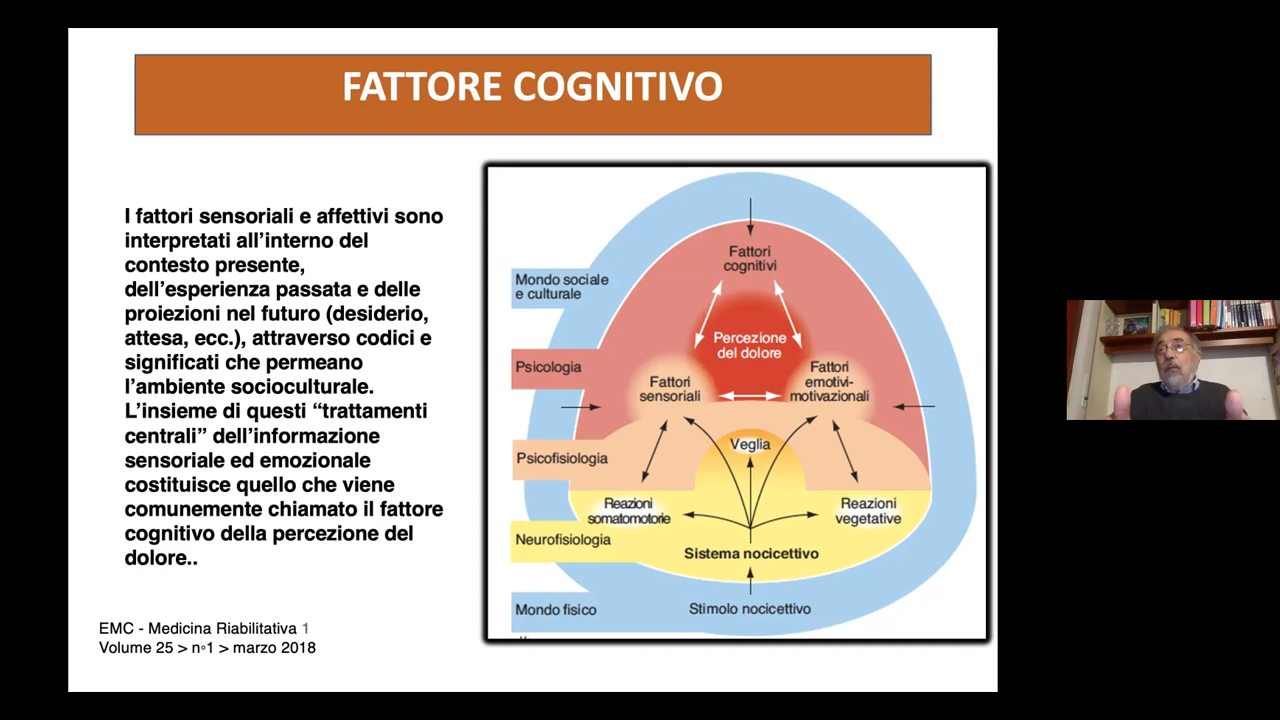 FATTORE COGNITIVO
I fattori sensoriali e affettivi sono
interpretati all’interno del
contesto presente,
dell’esperienza passata e delle
proiezioni nel futuro (desiderio,
attesa, ecc.), attraverso codici e
significati che permeano
l’ambiente socioculturale.
L’insieme di questi “trattamenti
centrali” dell’informazione
sensoriale ed emozionale
costituisce quello che viene
comunemente chiamato il fattore
cognitivo della percezione del
dolore..
EMC - Medicina Riabilitativa 1
Volume 25 > n°1 > marzo 2018
Fattori
cognitivi
Mondo sociale
e culturale
Percezione
del dolore
Psicologia
Fattori
sensoriali
Fattori
emotivi-
motivazionali
Veglia
Psicofisiologia
Reazioni
somatomotorie
Reazioni
vegetative
Neurofisiologia
Sistema nocicettivo
Mondo fisico
Stimolo nocicettivo